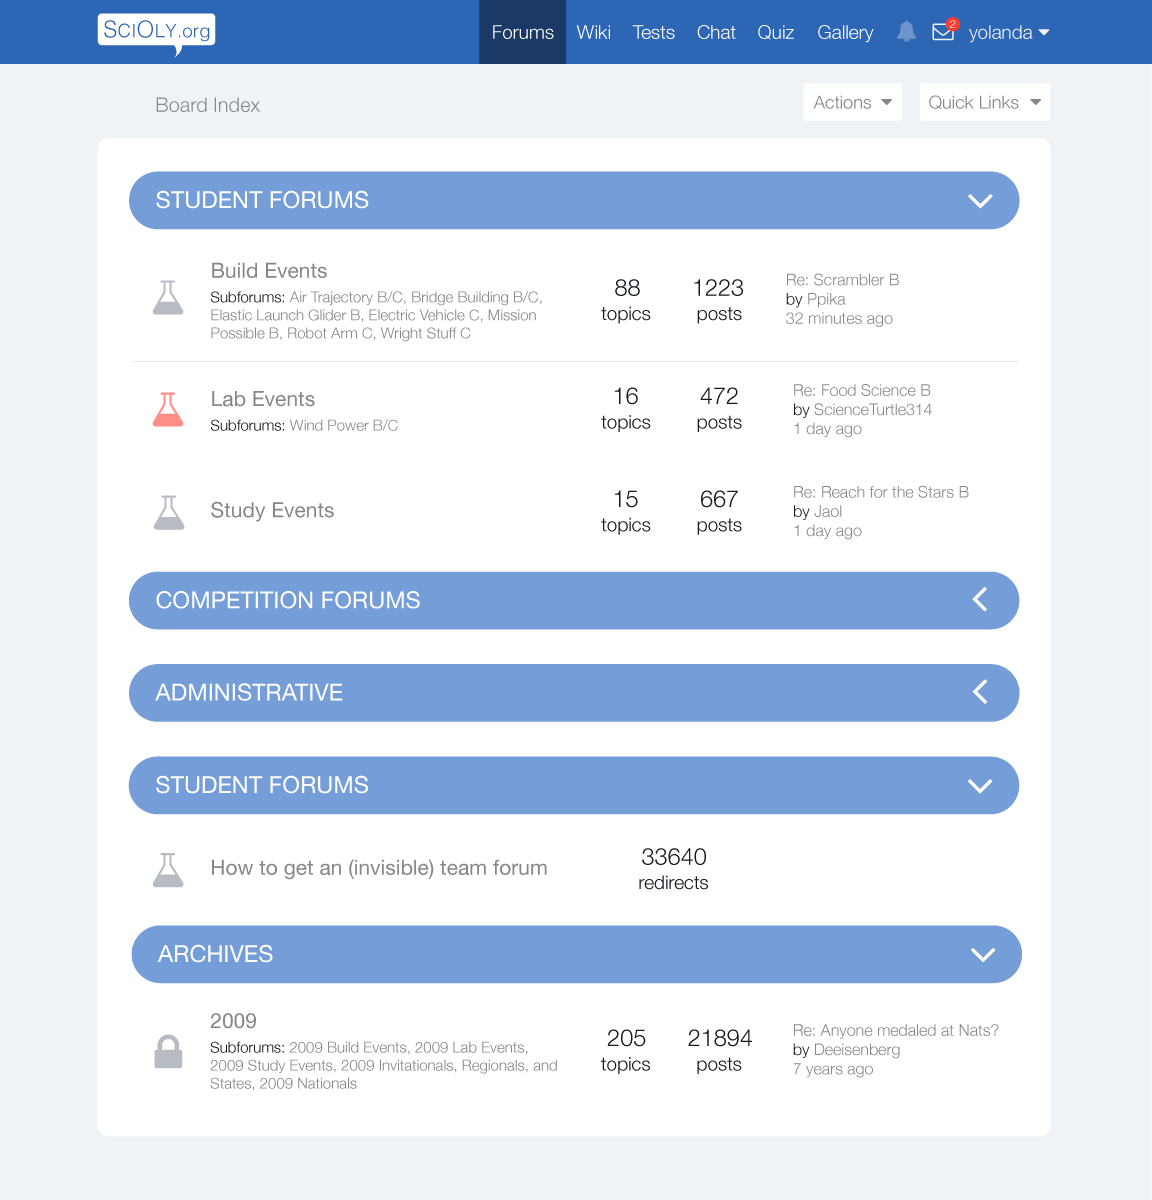 SCIOLY.org
Forums Wiki Tests Chat Quiz Gallery 2 yolanda
Board Index
Actions
Quick Links
STUDENT FORUMS
Build Events
Subforums: Air Trajectory B/C, Bridge Building B/C,
Elastic Launch Glider B, Electric Vehicle C, Mission
Possible B, Robot Arm C, Wright Stuff C
88
topics
1223
posts
Re: Scrambler B
by Ppika
32 minutes ago
Lab Events
Subforums: Wind Power B/C
16
topics
472
posts
Re: Food Science B
by ScienceTurtle314
1 day ago
Study Events
15
topics
667
posts
Re: Reach for the Stars B
by Jaol
1 day ago
COMPETITION FORUMS
ADMINISTRATIVE
STUDENT FORUMS
How to get an (invisible) team forum
33640
redirects
ARCHIVES
2009
Subforums: 2009 Build Events, 2009 Lab Events,
2009 Study Events, 2009 Invitationals, Regionals, and
States, 2009 Nationals
205
topics
21894
posts
Re: Anyone medaled at Nats?
by Deeisenberg
7 years ago